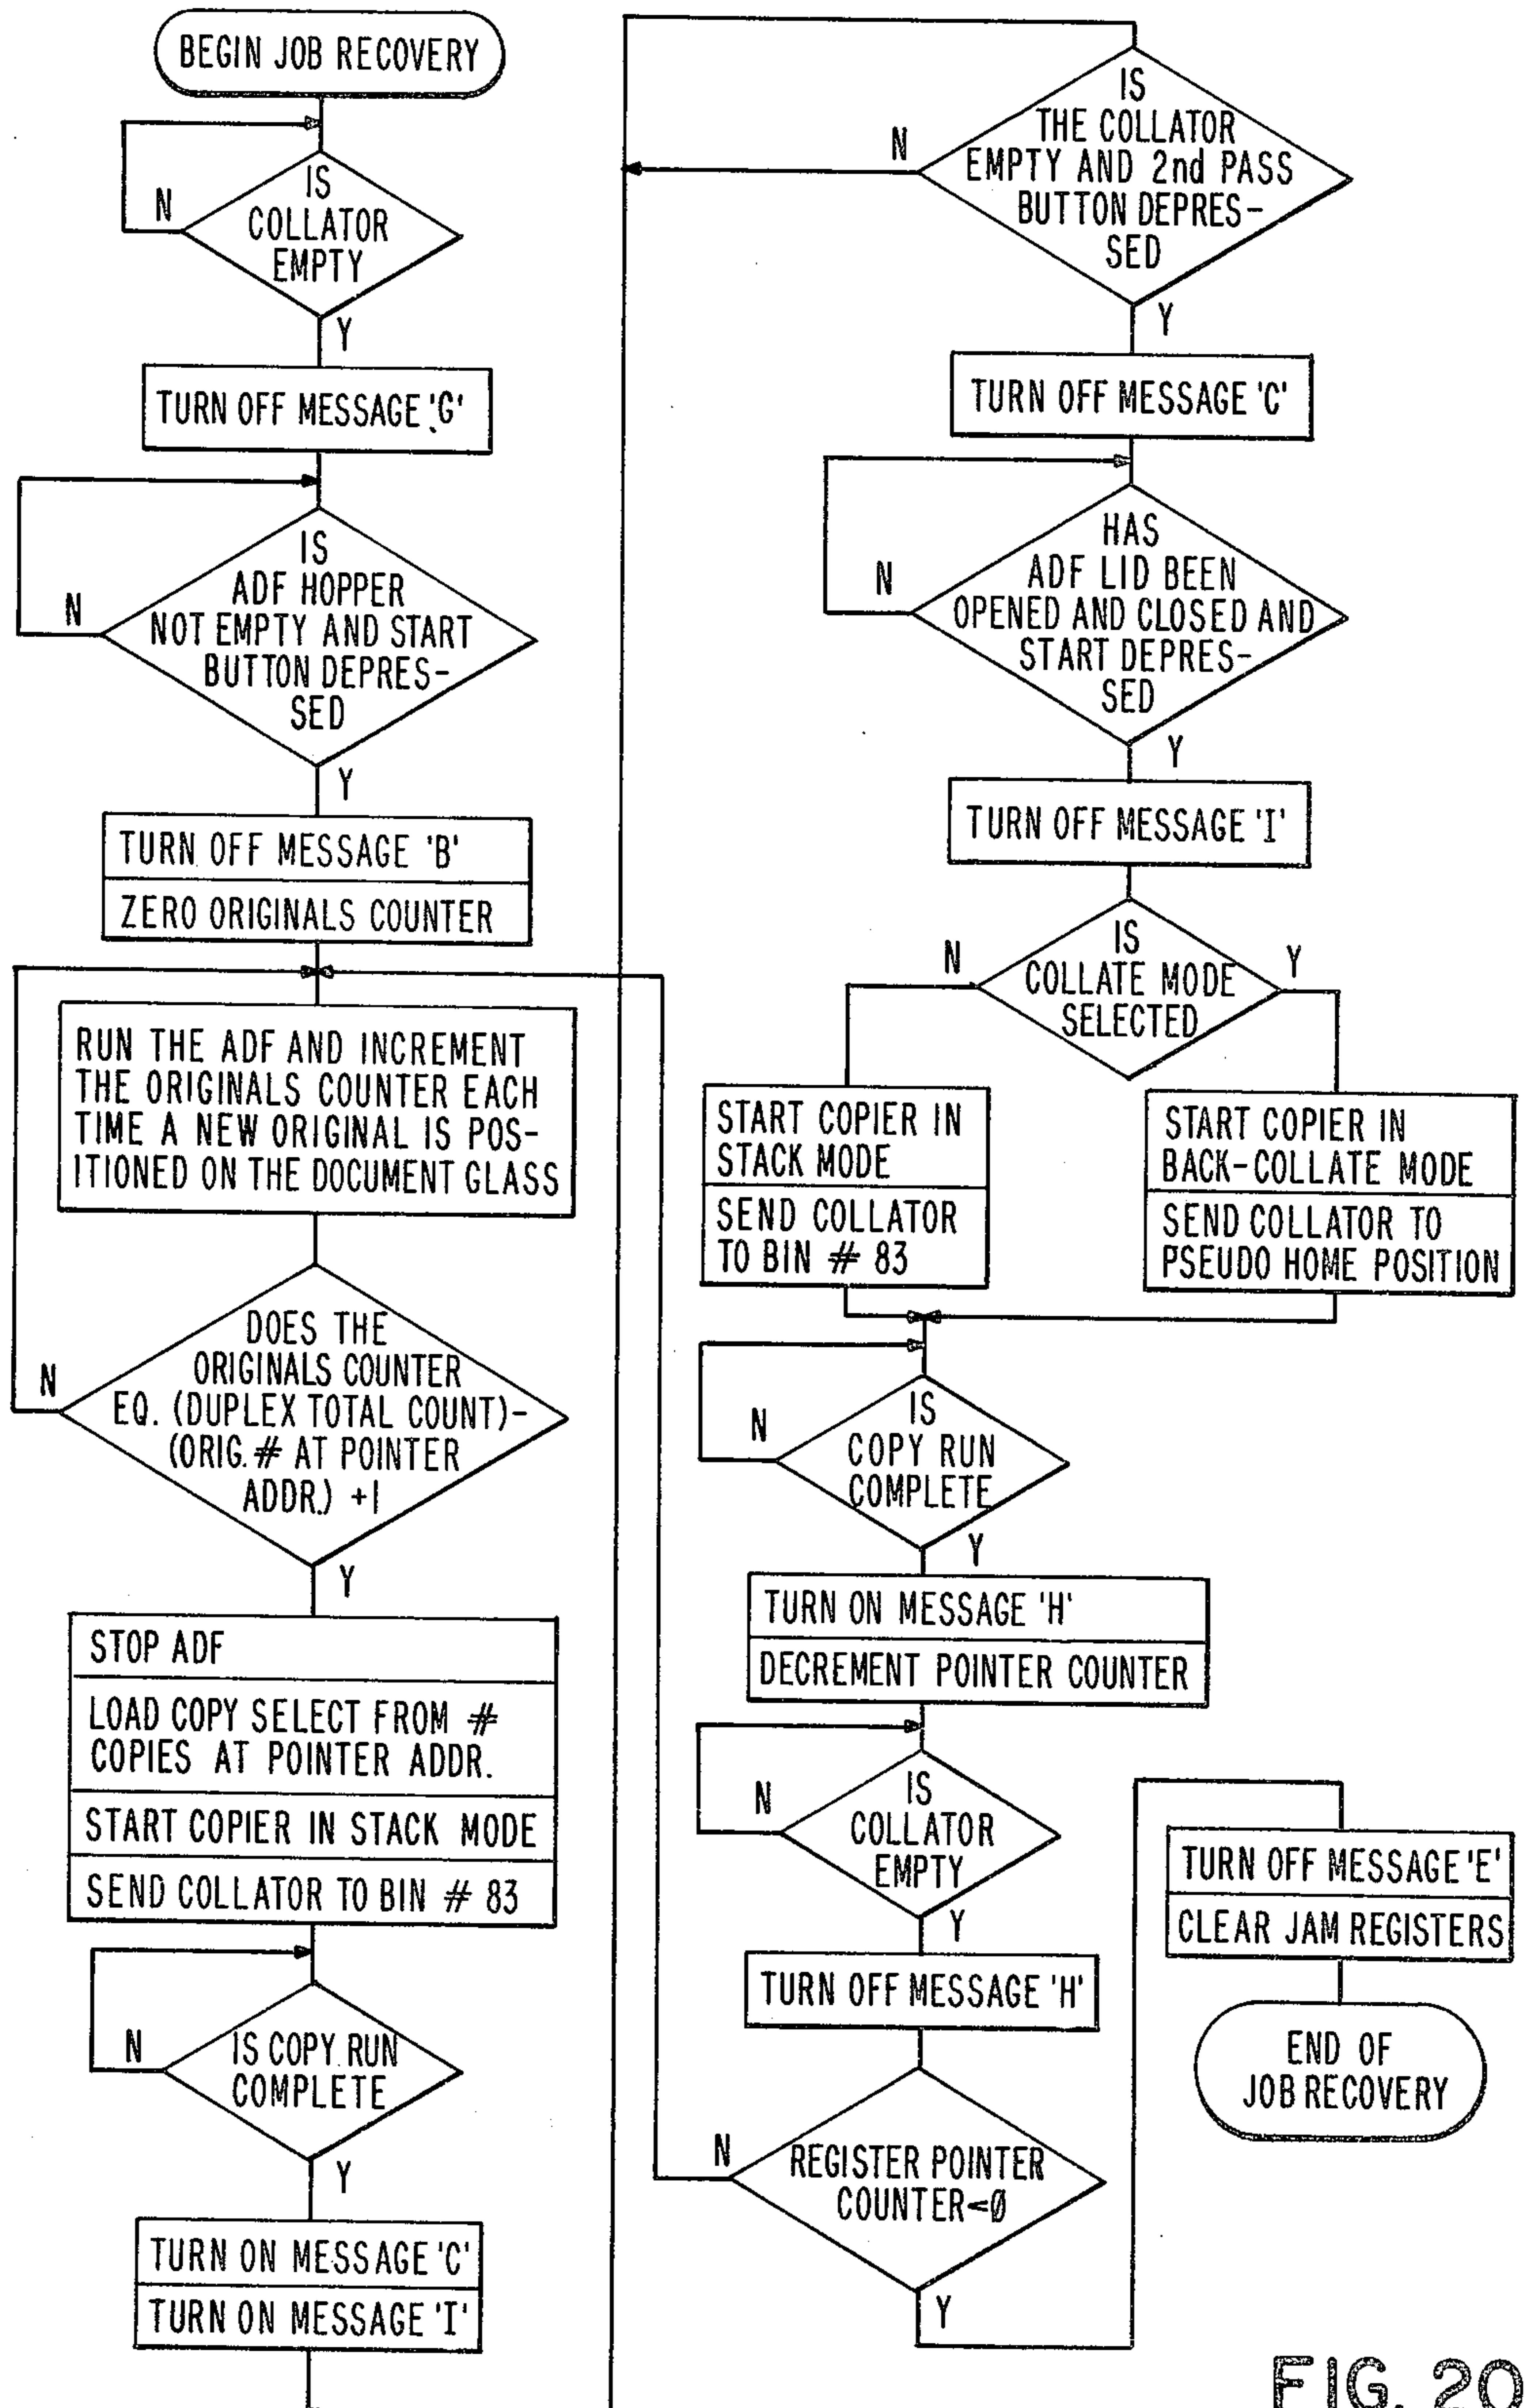 BEGIN JOB RECOVERY
N
IS
COLLATOR
EMPTY
Y
TURN OFF MESSAGE 'G'
N
IS
ADF HOPPER
NOT EMPTY AND START
BUTTON DEPRES-
SED
Y
TURN OFF MESSAGE 'B'
ZERO ORIGINALS COUNTER
RUN THE ADF AND INCREMENT
THE ORIGINALS COUNTER EACH
TIME A NEW ORIGINAL IS POS-
ITIONED ON THE DOCUMENT GLASS
N
DOES THE
ORIGINALS COUNTER
EQ. (DUPLEX TOTAL COUNT)-
(ORIG. # AT POINTER
ADDR.) +1
Y
STOP ADF
LOAD COPY SELECT FROM #
COPIES AT POINTER ADDR.
START COPIER IN STACK MODE
SEND COLLATOR TO BIN # 83
N
IS COPY RUN
COMPLETE
Y
TURN ON MESSAGE 'C'
TURN ON MESSAGE 'I'
N
IS
THE COLLATOR
EMPTY AND 2nd PASS
BUTTON DEPRES-
SED
Y
TURN OFF MESSAGE 'C'
N
HAS
ADF LID BEEN
OPENED AND CLOSED AND
START DEPRES-
SED
Y
TURN OFF MESSAGE 'I'
N
IS
COLLATE MODE
SELECTED
Y
START COPIER IN
STACK MODE
SEND COLLATOR
TO BIN # 83
START COPIER IN
BACK-COLLATE MODE
SEND COLLATOR TO
PSEUDO HOME POSITION
N
IS
COPY RUN
COMPLETE
Y
TURN ON MESSAGE 'H'
DECREMENT POINTER COUNTER
N
IS
COLLATOR
EMPTY
Y
TURN OFF MESSAGE 'H'
N
REGISTER POINTER
COUNTER<Ø
Y
TURN OFF MESSAGE 'E'
CLEAR JAM REGISTERS
END OF
JOB RECOVERY
FIG. 20